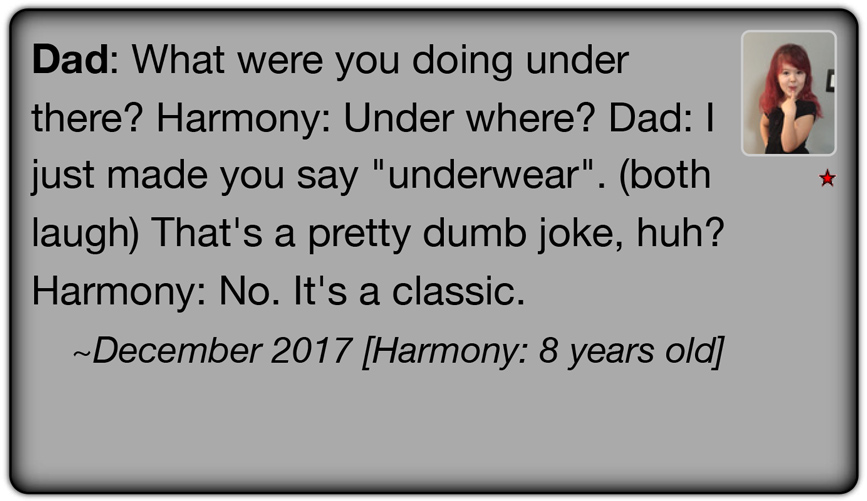 Dad: What were you doing under
there? Harmony: Under where? Dad: I
just made you say "underwear". (both
laugh) That's a pretty dumb joke, huh?
Harmony: No. It's a classic.
~December 2017 [Harmony: 8 years old]